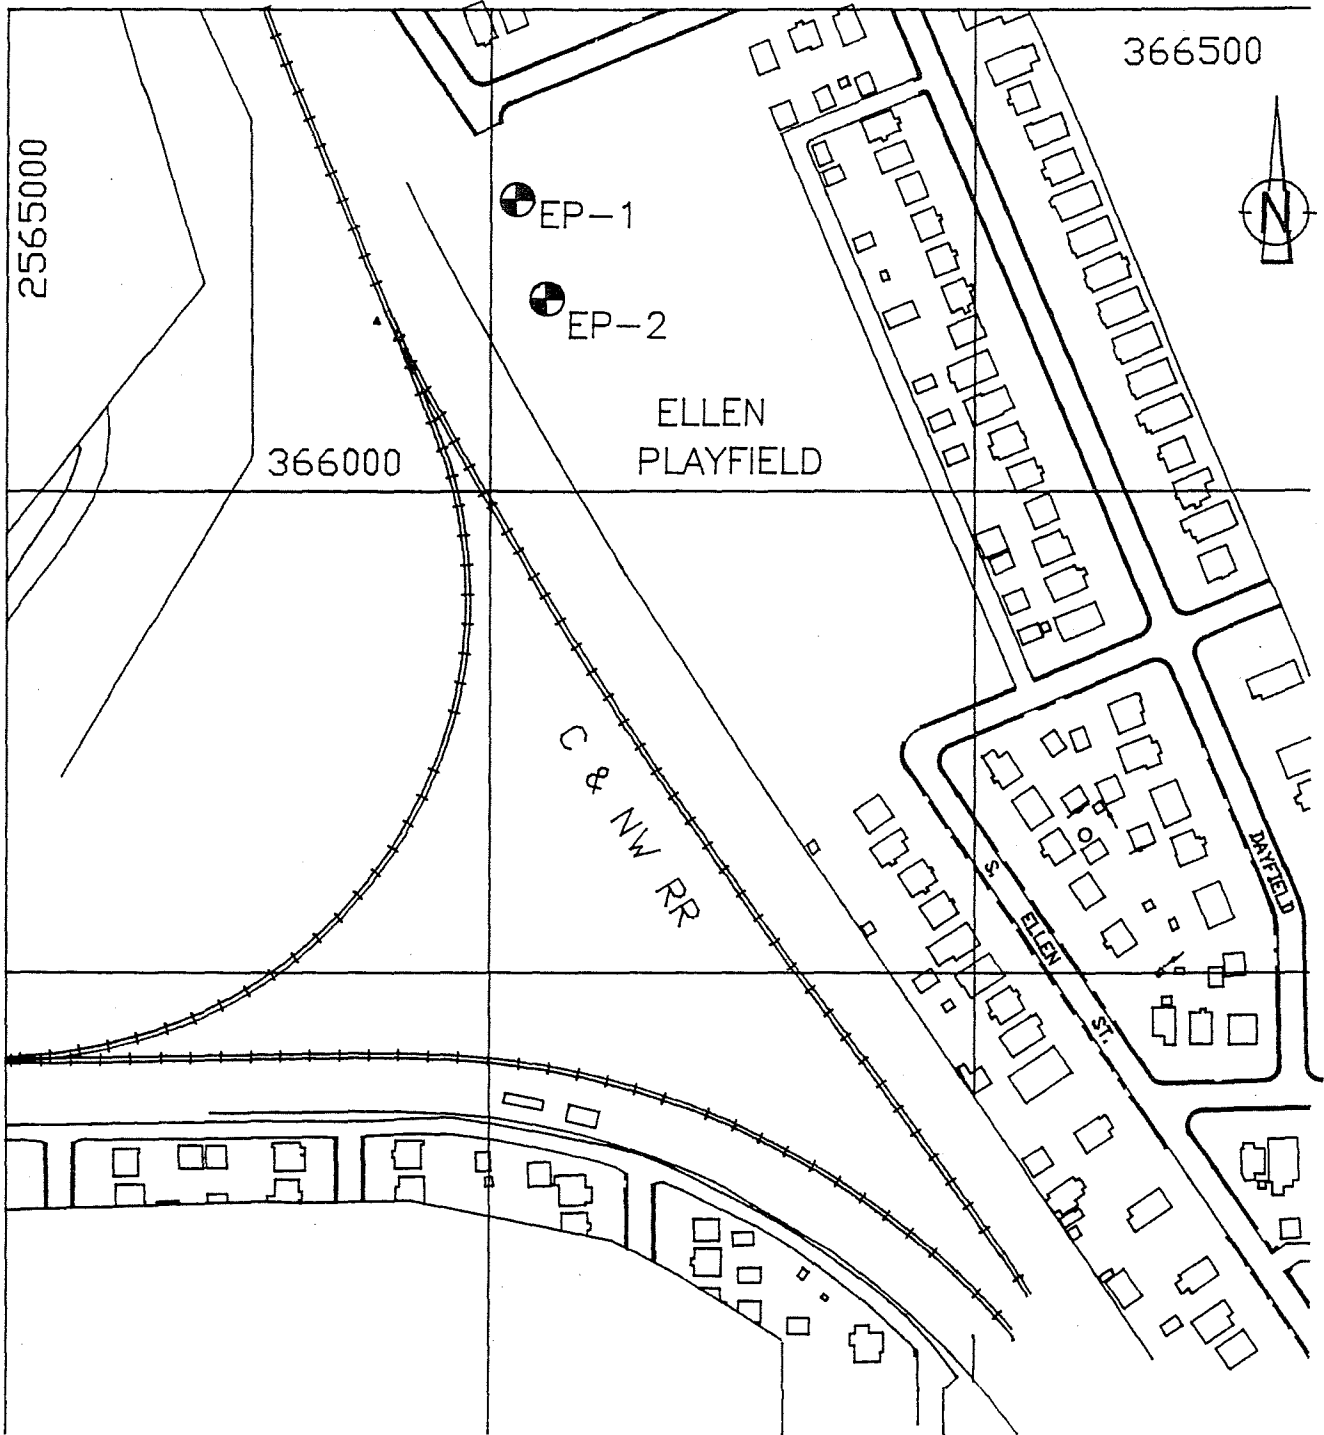 366500
2565000
N
EP-1
EP-2
ELLEN
PLAYFIELD
366000
C & NW RR
DAYFIELD
S. ELLEN ST.